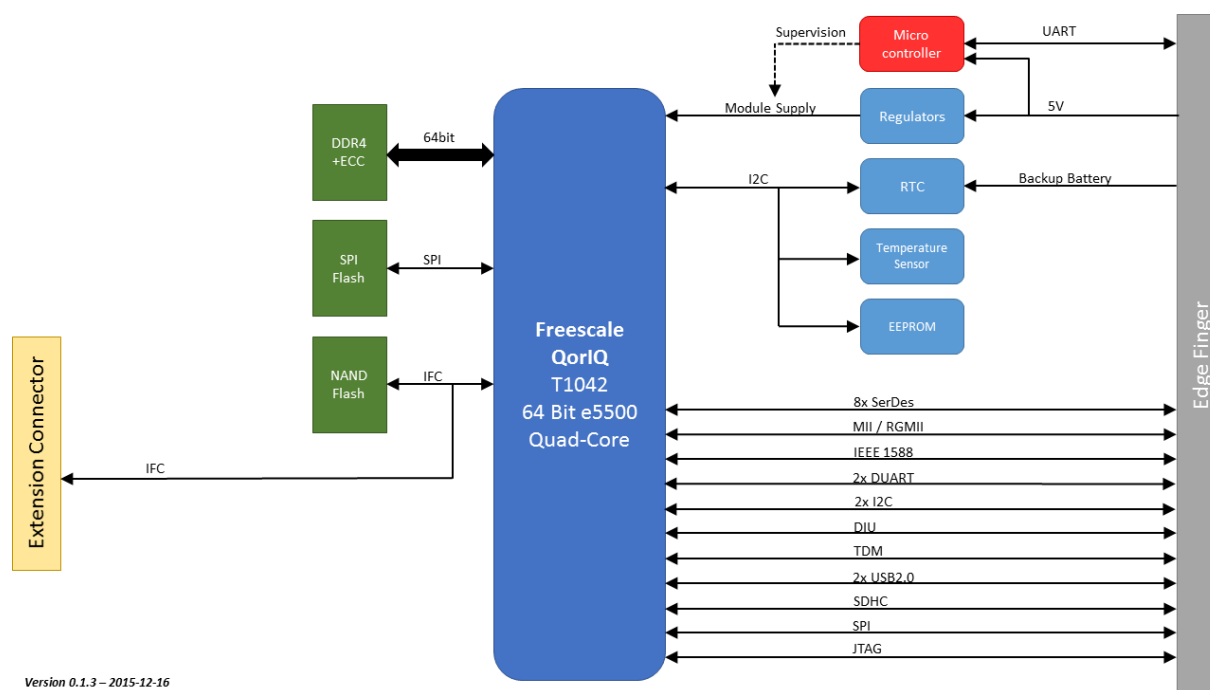 Supervision
Micro
controller
UART
Module Supply
Regulators
5V
DDR4
+ECC
64bit
I2C
RTC
Backup Battery
SPI
Flash
SPI
Temperature
Sensor
EEPROM
NAND
Flash
IFC
Freescale
QorIQ
T1042
64 Bit e5500
Quad-Core
Extension Connector
IFC
8x SerDes
MII / RGMII
IEEE 1588
2x DUART
2x I2C
DIU
TDM
2x USB2.0
SDHC
SPI
JTAG
Edge Finger
Version 0.1.3 – 2015-12-16